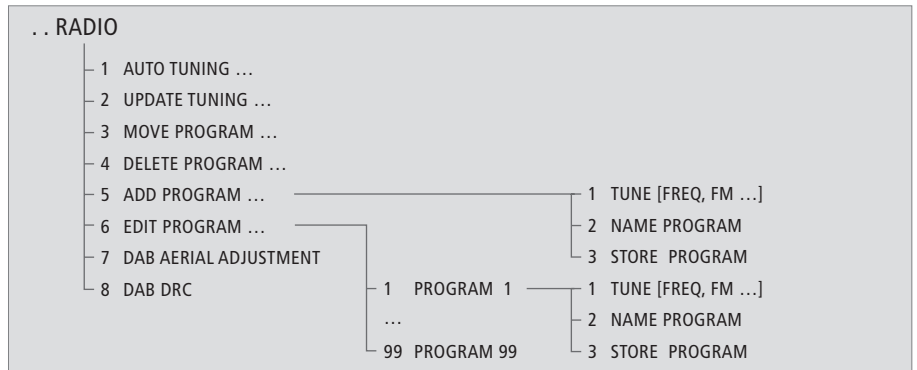 . . RADIO
1 AUTO TUNING …
2 UPDATE TUNING …
3 MOVE PROGRAM …
4 DELETE PROGRAM …
5 ADD PROGRAM …
1 TUNE [FREQ, FM …]
2 NAME PROGRAM
3 STORE PROGRAM
6 EDIT PROGRAM …
7 DAB AERIAL ADJUSTMENT
8 DAB DRC
1 PROGRAM 1
…
99 PROGRAM 99
1 TUNE [FREQ, FM …]
2 NAME PROGRAM
3 STORE PROGRAM